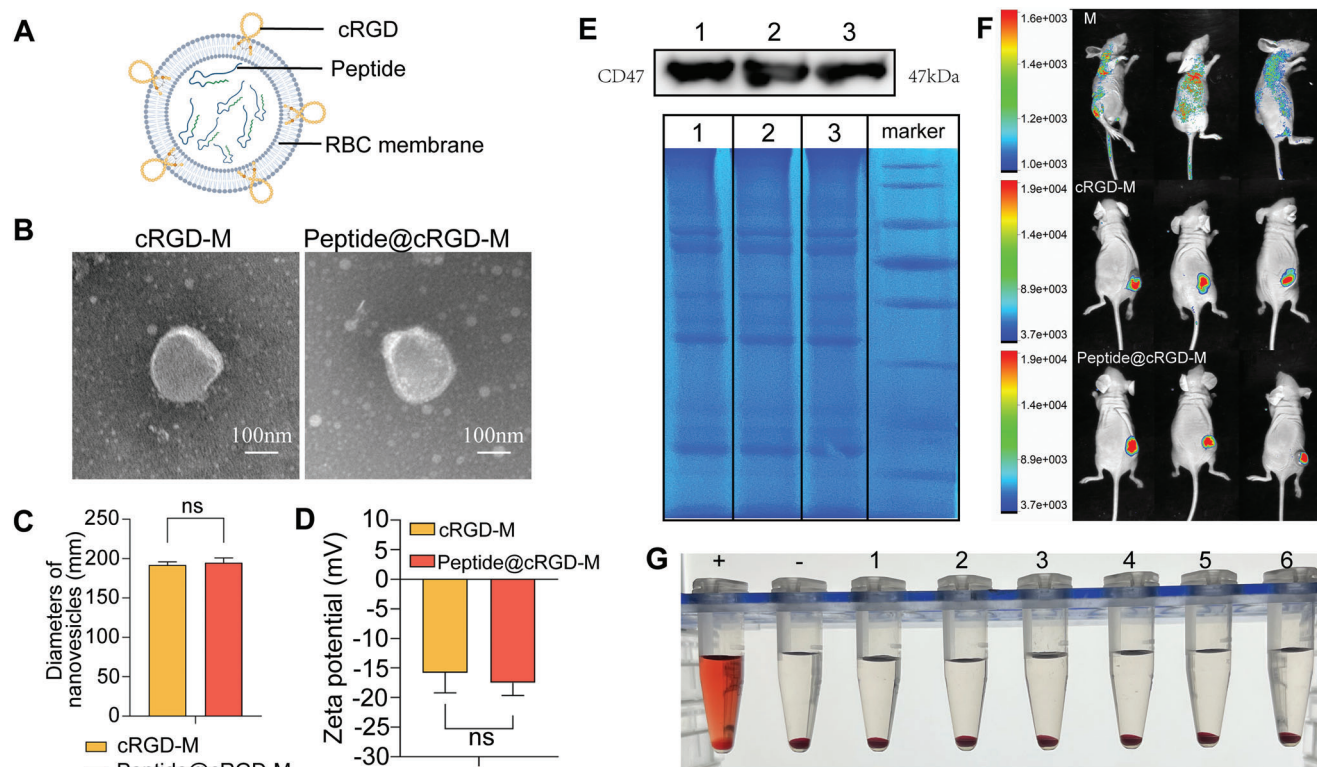 A
cRGD
Peptide
RBC membrane
B
cRGD-M
Peptide@cRGD-M
100nm
100nm
C
ns
Diameters of
nanovesicles (mm)
250
200
150
100
50
0
cRGD-M
Peptide@cRGD-M
D
Zeta potential (mV)
10
5
0
-5
-10
-15
-20
-25
-30
cRGD-M
Peptide@cRGD-M
ns
E
1 2 3
CD47
47kDa
1 2 3 marker
F
M
1.6e+003
1.4e+003
1.2e+003
1.0e+003
cRGD-M
1.9e+004
1.4e+004
8.9e+003
3.7e+003
Peptide@cRGD-M
1.9e+004
1.4e+004
8.9e+003
3.7e+003
G
+ - 1 2 3 4 5 6